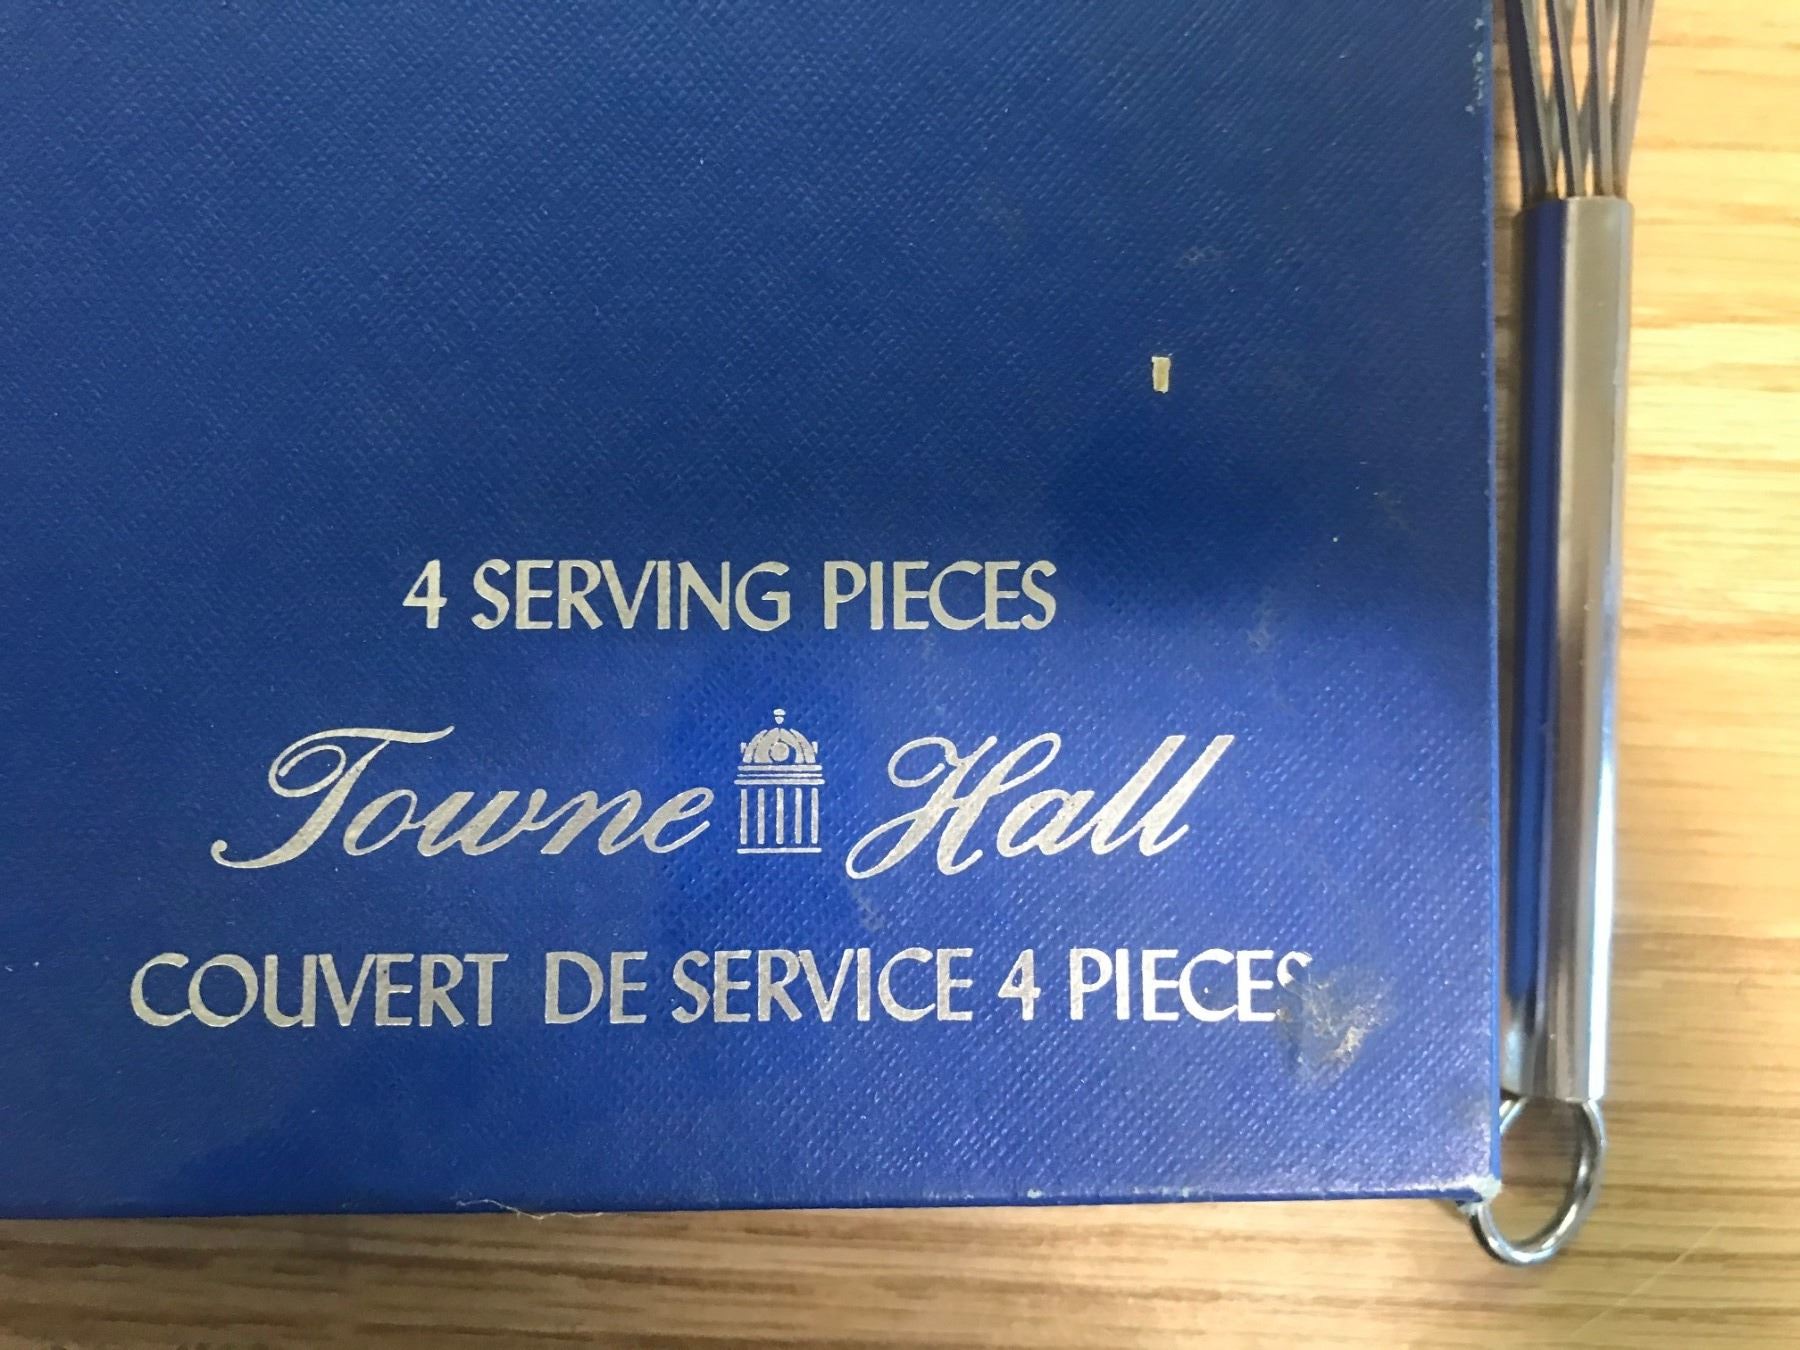 4 SERVING PIECES
Towne Hall
COUVERT DE SERVICE 4 PIECES